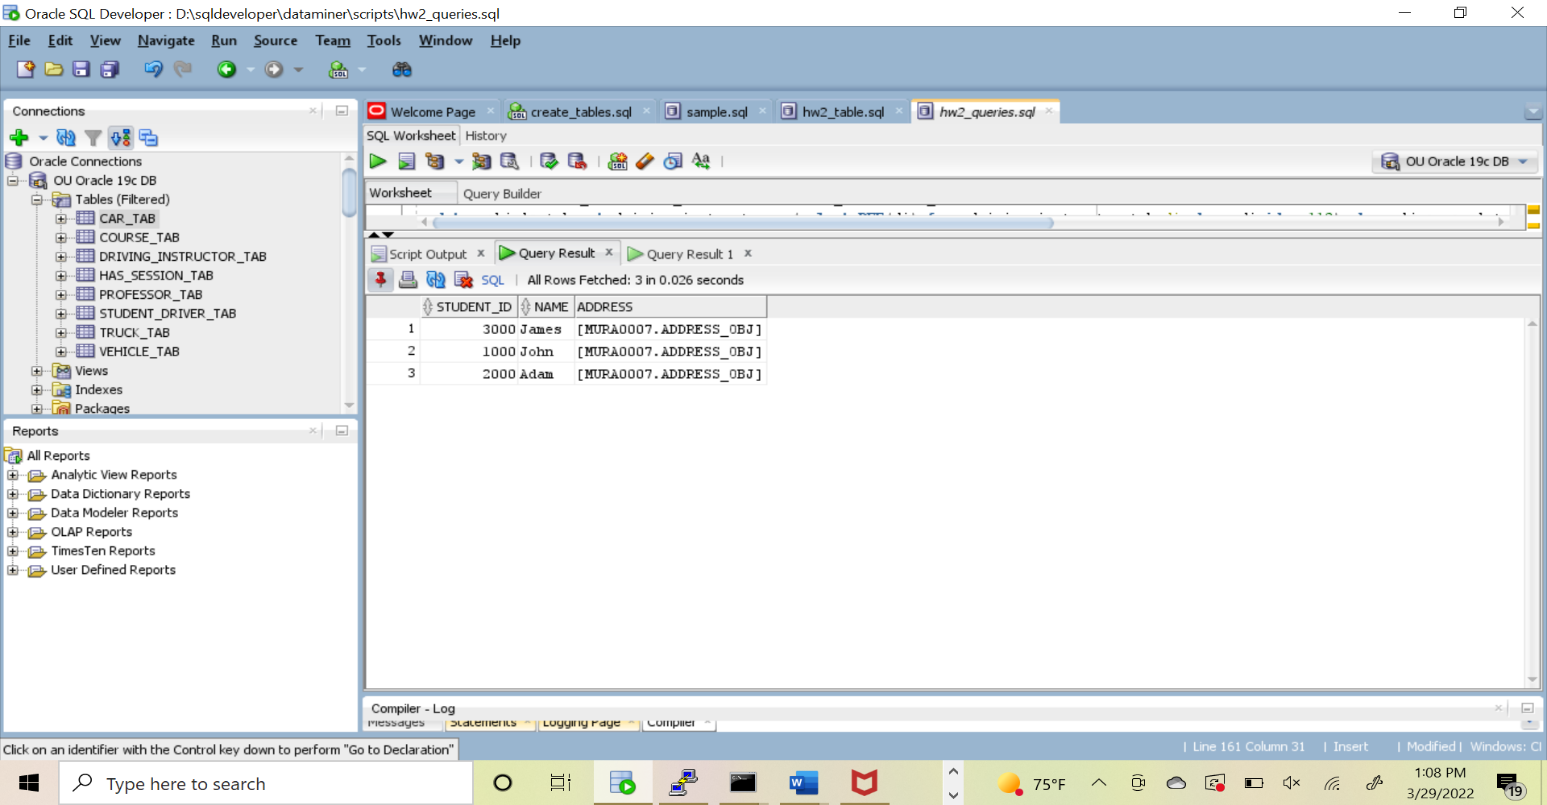 Oracle SQL Developer : D:\sqldeveloper\dataminer\scripts\hw2_queries.sql
File Edit View Navigate Run Source Team Tools Window Help
Connections
Oracle Connections
OU Oracle 19c DB
Tables (Filtered)
CAR_TAB
COURSE_TAB
DRIVING_INSTRUCTOR_TAB
HAS_SESSION_TAB
PROFESSOR_TAB
STUDENT_DRIVER_TAB
TRUCK_TAB
VEHICLE_TAB
Views
Indexes
Packages
Reports
All Reports
Analytic View Reports
Data Dictionary Reports
Data Modeler Reports
OLAP Reports
TimesTen Reports
User Defined Reports
Welcome Page create_tables.sql sample.sql hw2_table.sql hw2_queries.sql
SQL Worksheet History
OU Oracle 19c DB
Worksheet Query Builder
Script Output Query Result Query Result 1
SQL All Rows Fetched: 3 in 0.026 seconds
STUDENT_ID NAME ADDRESS
1 3000 James [MURA0007.ADDRESS_OBJ]
2 1000 John [MURA0007.ADDRESS_OBJ]
3 2000 Adam [MURA0007.ADDRESS_OBJ]
Compiler - Log
Messages Statements Logging Page Compiler
Click on an identifier with the Control key down to perform "Go to Declaration"
Line 161 Column 31 Insert Modified Windows: Cl
Type here to search
75°F
1:08 PM
3/29/2022
19